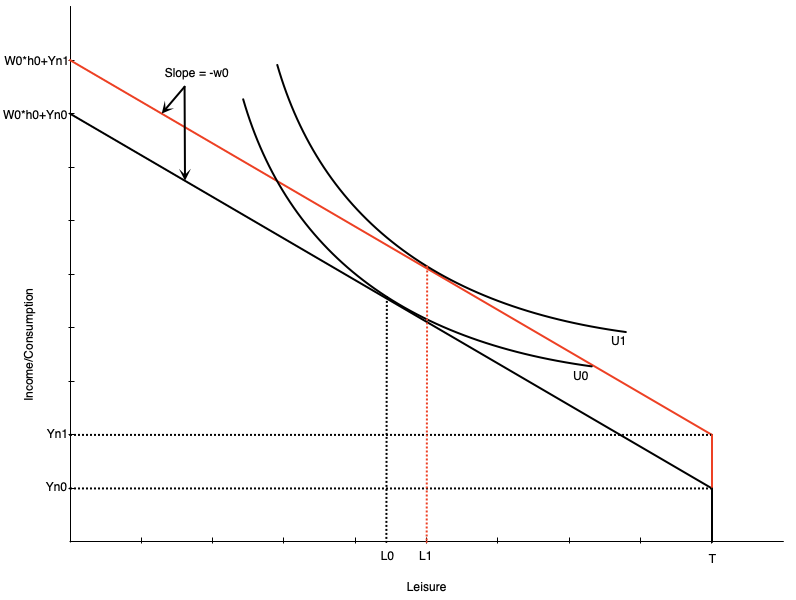 W0*h0+Yn1
Slope = -w0
W0*h0+Yn0
Income/Consumption
U1
U0
Yn1
Yn0
L0
L1
T
Leisure